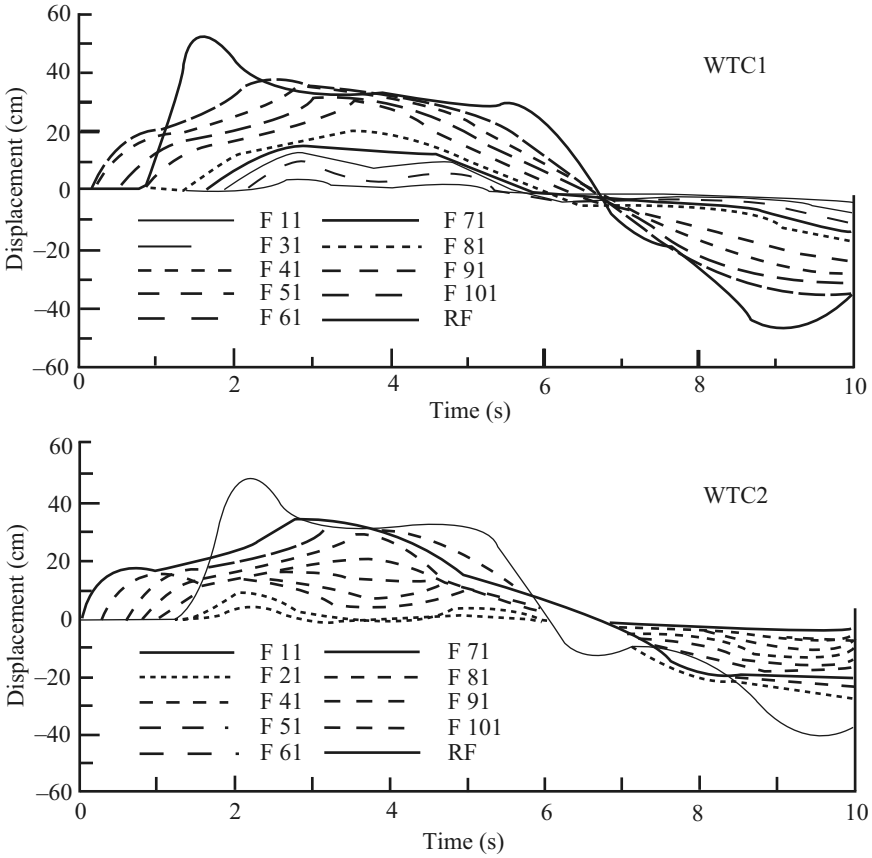 60
40
20
0
–20
–40
–60
Displacement (cm)
WTC1
F 11
F 31
F 41
F 51
F 61
F 71
F 81
F 91
F 101
RF
0
2
4
6
8
10
Time (s)
60
40
20
0
–20
–40
–60
Displacement (cm)
WTC2
F 11
F 21
F 41
F 51
F 61
F 71
F 81
F 91
F 101
RF
0
2
4
6
8
10
Time (s)